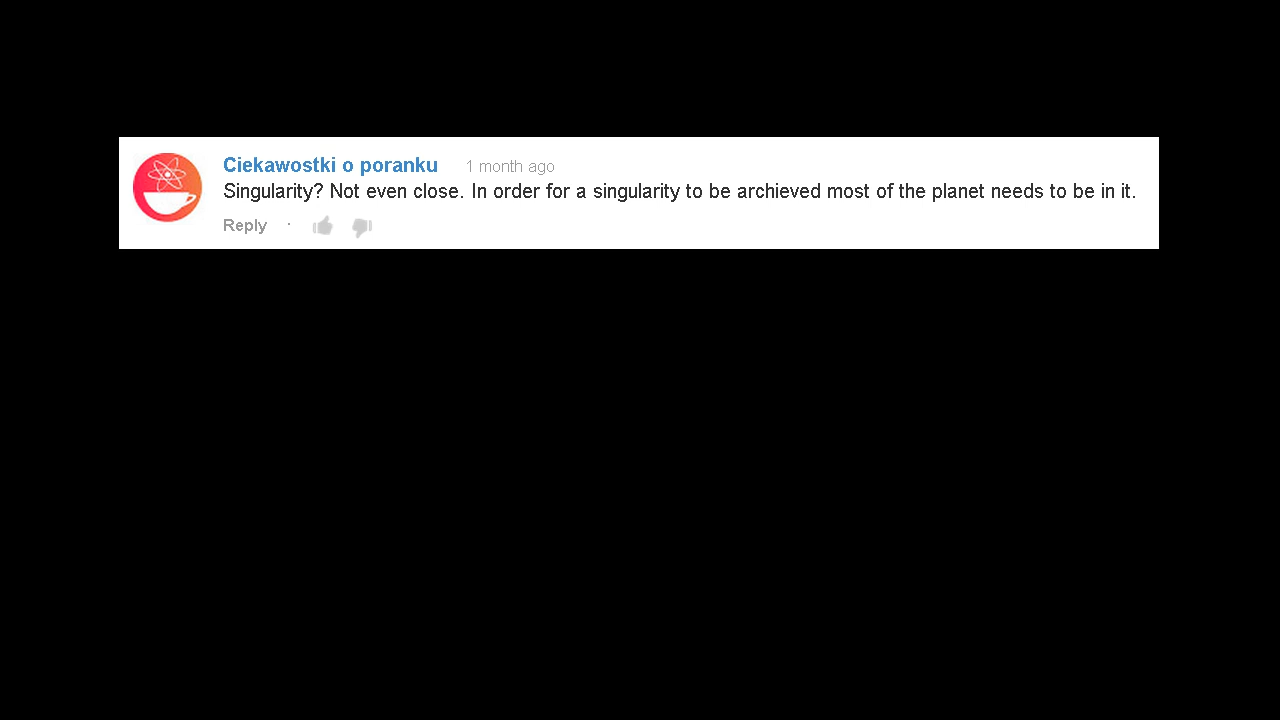 Ciekawostki o poranku 1 month ago
Singularity? Not even close. In order for a singularity to be archieved most of the planet needs to be in it.
Reply ·